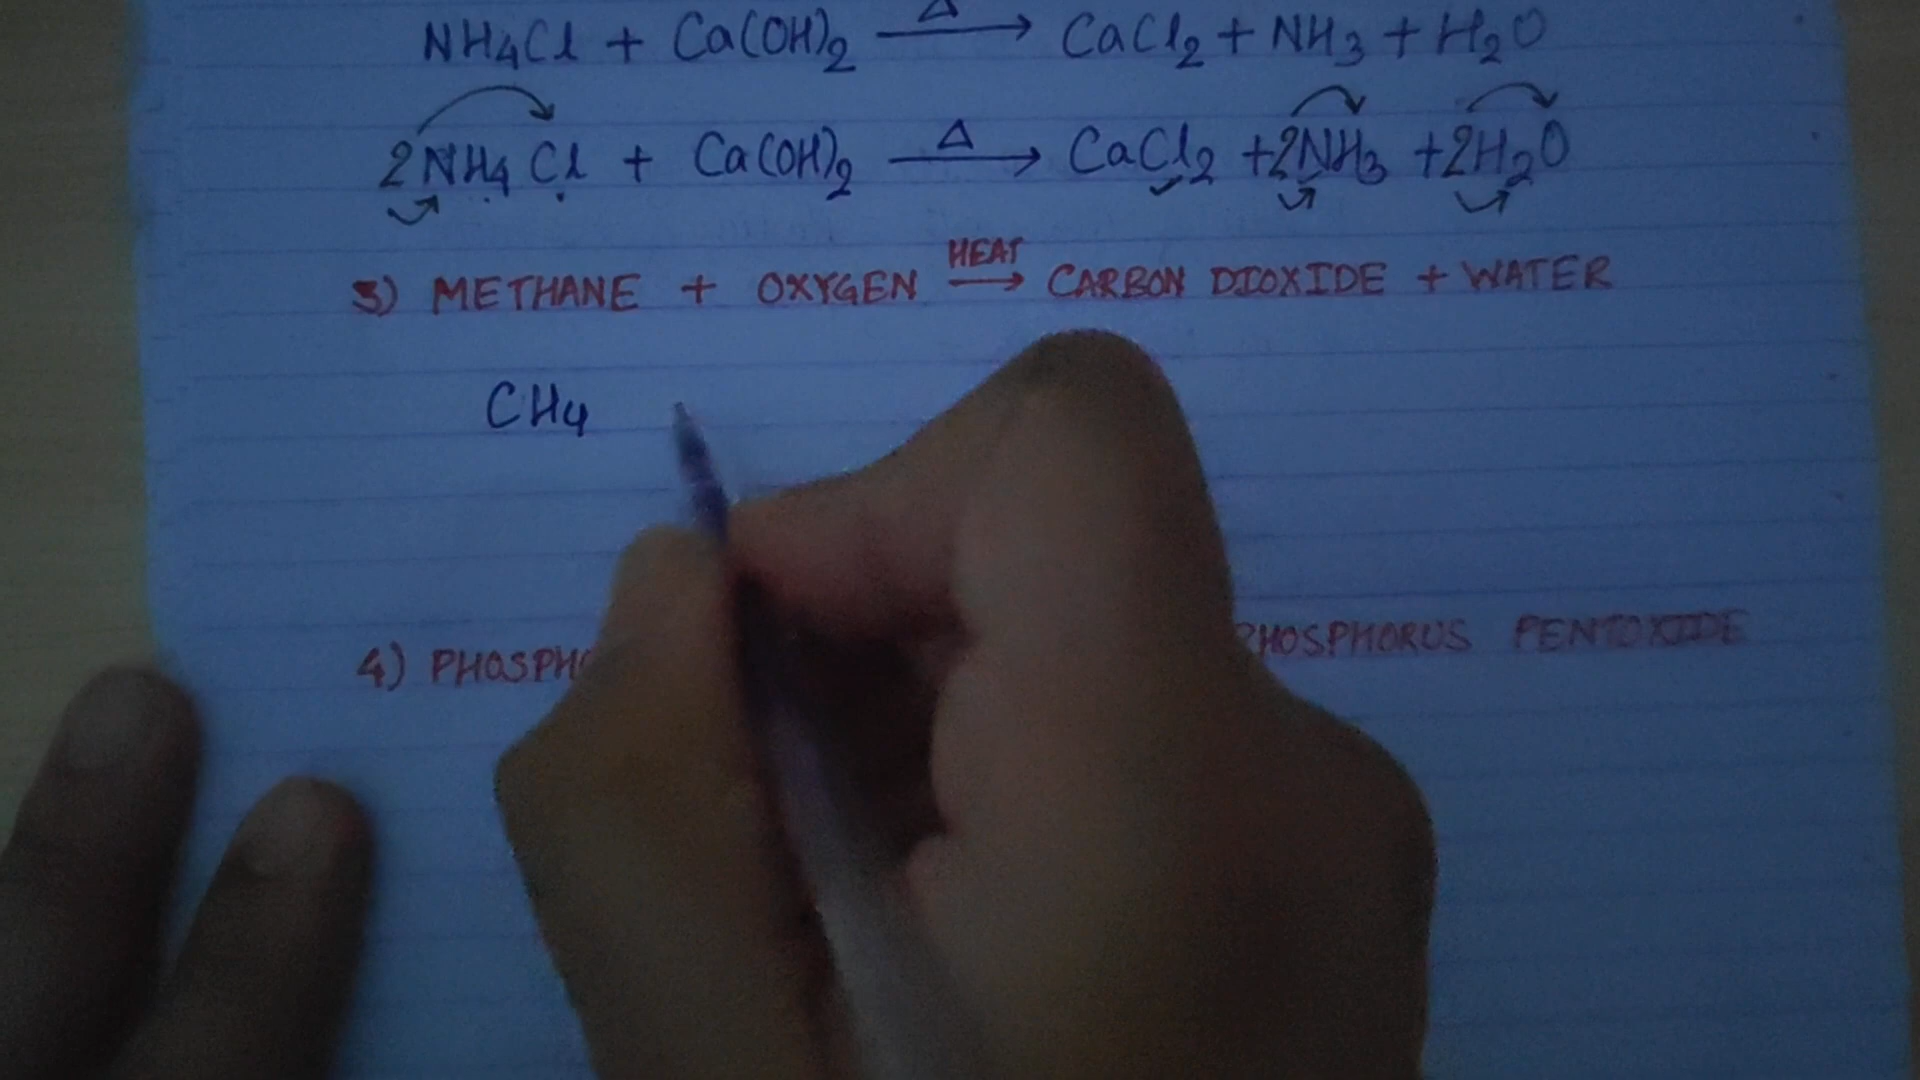 NH4Cl + Ca(OH)2 Δ→ CaCl2 + NH3 + H2O
2NH4Cl + Ca(OH)2 Δ→ CaCl2 +2NH3 +2H2O
3) METHANE + OXYGEN HEAT→ CARBON DIOXIDE + WATER
CH4
4) PHOSPHORUS PENTOXIDE